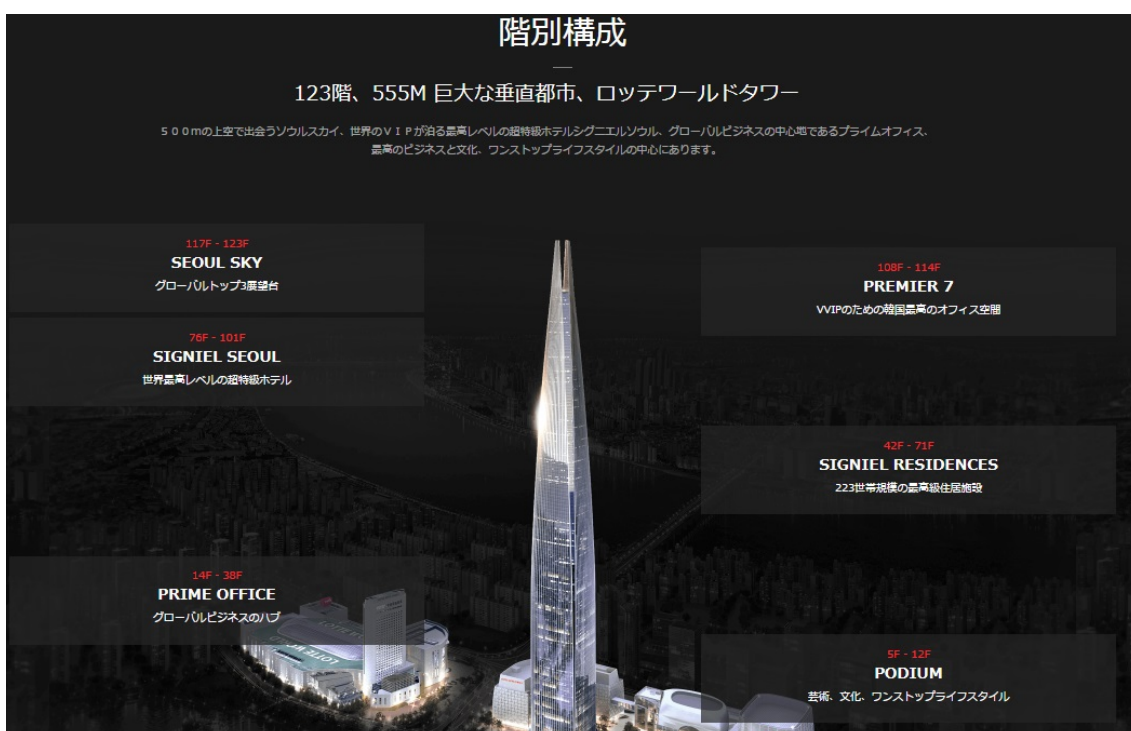 階別構成
123階、555M 巨大な垂直都市、ロッテワールドタワー
５００mの上空で出会うソウルスカイ、世界のＶＩＰが泊る最高レベルの超特級ホテルシグニエルソウル、グローバルビジネスの中心地であるプライムオフィス、
最高のビジネスと文化、ワンストップライフスタイルの中心にあります。
117F - 123F
SEOUL SKY
グローバルトップ3展望台
108F - 114F
PREMIER 7
VVIPのための韓国最高のオフィス空間
76F - 101F
SIGNIEL SEOUL
世界最高レベルの超特級ホテル
42F - 71F
SIGNIEL RESIDENCES
223世帯規模の最高級住居施設
14F - 38F
PRIME OFFICE
グローバルビジネスのハブ
5F - 12F
PODIUM
芸術、文化、ワンストップライフスタイル